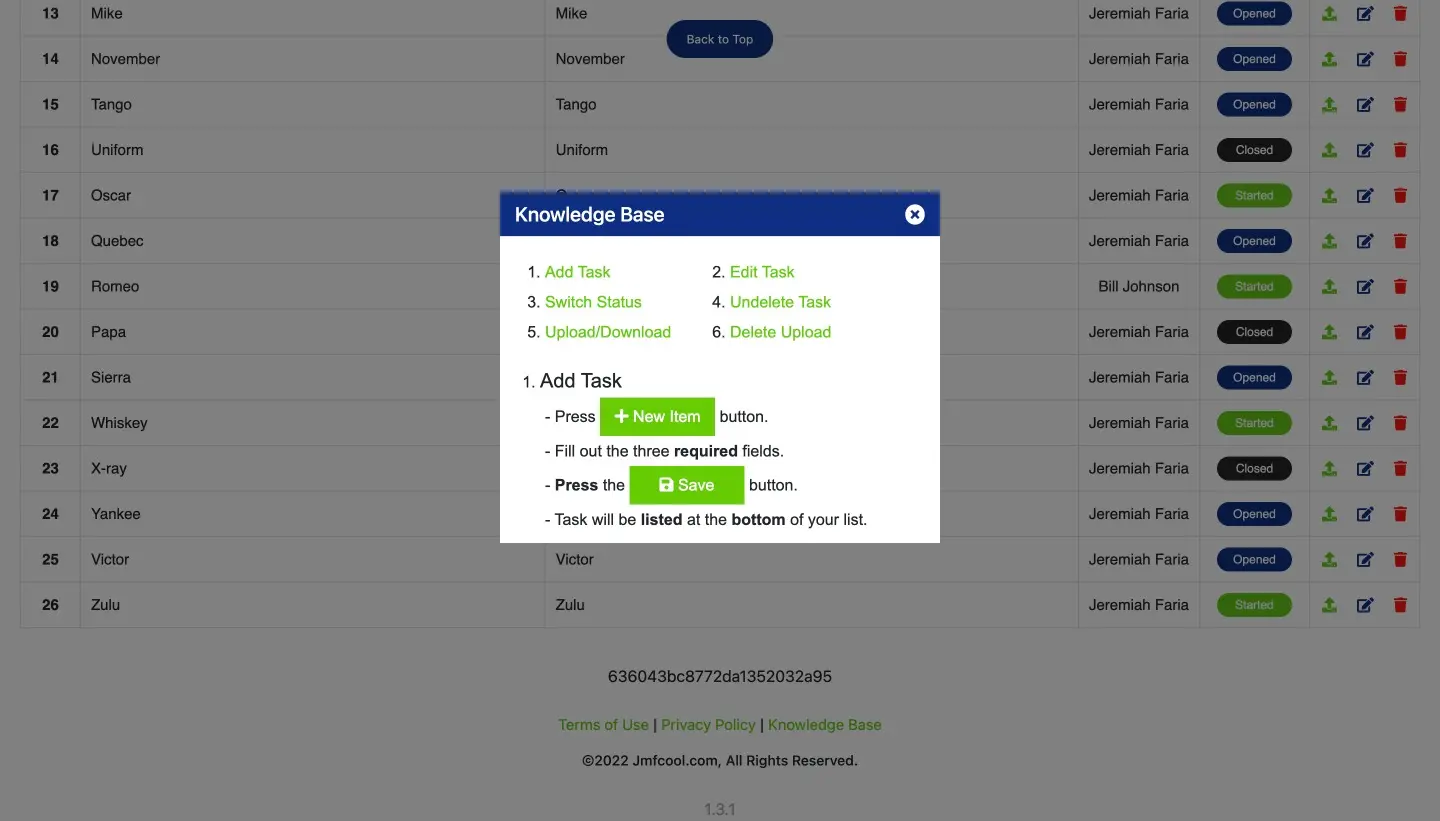 13 Mike Mike Jeremiah Faria Opened
Back to Top
14 November November Jeremiah Faria Opened
15 Tango Tango Jeremiah Faria Opened
16 Uniform Uniform Jeremiah Faria Closed
17 Oscar Jeremiah Faria Started
Knowledge Base
18 Quebec Jeremiah Faria Opened
1. Add Task 2. Edit Task
19 Romeo Bill Johnson Started
3. Switch Status 4. Undelete Task
20 Papa Jeremiah Faria Closed
5. Upload/Download 6. Delete Upload
21 Sierra Jeremiah Faria Opened
1. Add Task
- Press + New Item button.
22 Whiskey Jeremiah Faria Started
- Fill out the three required fields.
23 X-ray Jeremiah Faria Closed
- Press the Save button.
24 Yankee Jeremiah Faria Opened
- Task will be listed at the bottom of your list.
25 Victor Victor Jeremiah Faria Opened
26 Zulu Zulu Jeremiah Faria Started
636043bc8772da1352032a95
Terms of Use | Privacy Policy | Knowledge Base
©2022 Jmfcool.com, All Rights Reserved.
1.3.1